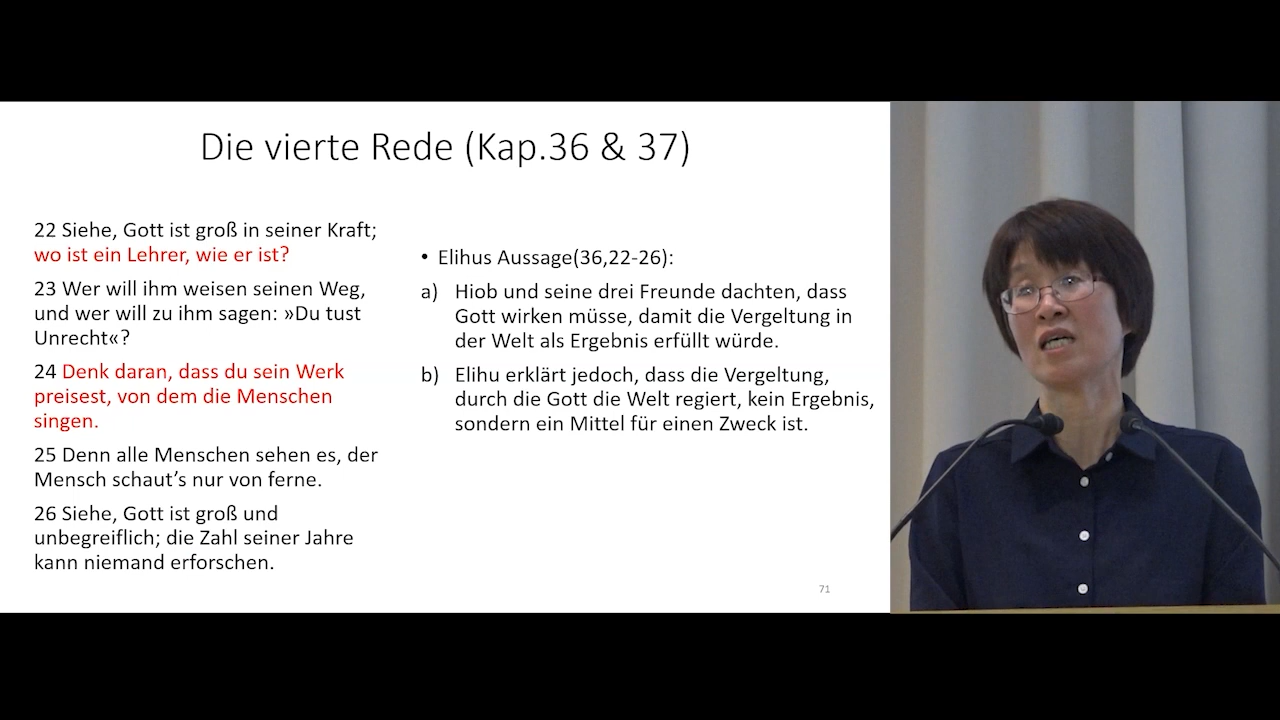 Die vierte Rede (Kap.36 & 37)
22 Siehe, Gott ist groß in seiner Kraft;
wo ist ein Lehrer, wie er ist?
23 Wer will ihm weisen seinen Weg,
und wer will zu ihm sagen: »Du tust
Unrecht«?
24 Denk daran, dass du sein Werk
preisest, von dem die Menschen
singen.
25 Denn alle Menschen sehen es, der
Mensch schaut’s nur von ferne.
26 Siehe, Gott ist groß und
unbegreiflich; die Zahl seiner Jahre
kann niemand erforschen.
• Elihus Aussage(36,22-26):
a) Hiob und seine drei Freunde dachten, dass
Gott wirken müsse, damit die Vergeltung in
der Welt als Ergebnis erfüllt würde.
b) Elihu erklärt jedoch, dass die Vergeltung,
durch die Gott die Welt regiert, kein Ergebnis,
sondern ein Mittel für einen Zweck ist.
71